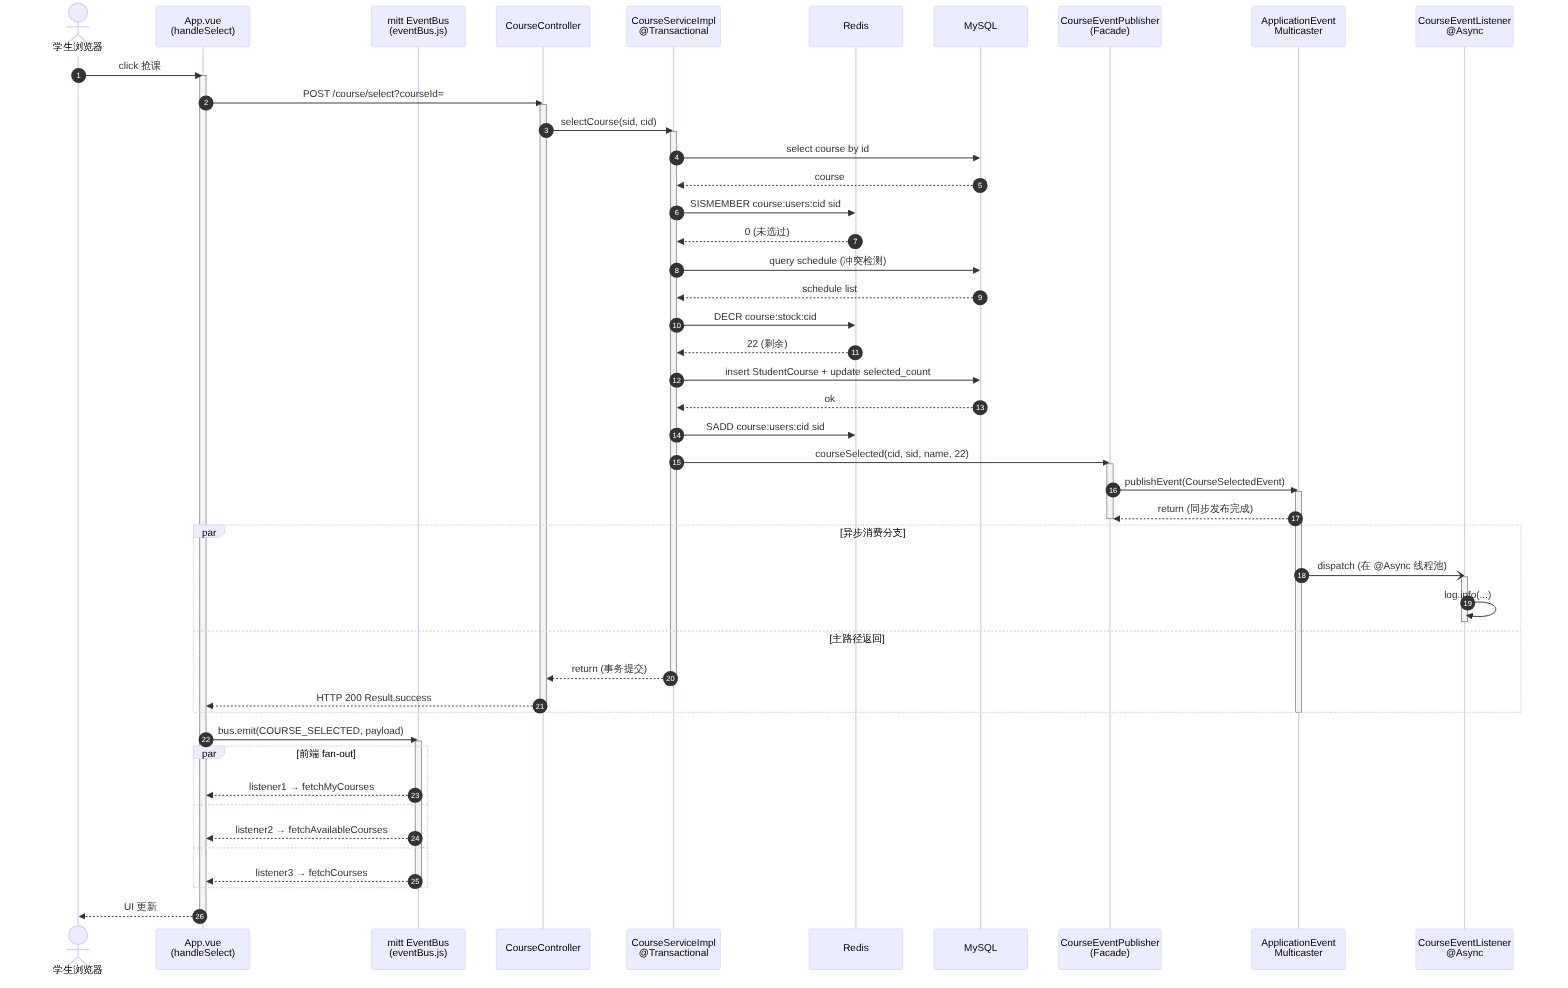 学生浏览器
App.vue
(handleSelect)
mitt EventBus
(eventBus.js)
CourseController
CourseServiceImpl
@Transactional
Redis
MySQL
CourseEventPublisher
(Facade)
ApplicationEvent
Multicaster
CourseEventListener
@Async
1
click 抢课
2
POST /course/select?courseId=
3
selectCourse(sid, cid)
4
select course by id
5
course
6
SISMEMBER course:users:cid sid
7
0 (未选过)
8
query schedule (冲突检测)
9
schedule list
10
DECR course:stock:cid
11
22 (剩余)
12
insert StudentCourse + update selected_count
13
ok
14
SADD course:users:cid sid
15
courseSelected(cid, sid, name, 22)
16
publishEvent(CourseSelectedEvent)
17
return (同步发布完成)
par
[异步消费分支]
18
dispatch (在 @Async 线程池)
19
log.info(...)
[主路径返回]
20
return (事务提交)
21
HTTP 200 Result.success
22
bus.emit(COURSE_SELECTED, payload)
par
[前端 fan-out]
23
listener1 → fetchMyCourses
24
listener2 → fetchAvailableCourses
25
listener3 → fetchCourses
26
UI 更新
学生浏览器
App.vue
(handleSelect)
mitt EventBus
(eventBus.js)
CourseController
CourseServiceImpl
@Transactional
Redis
MySQL
CourseEventPublisher
(Facade)
ApplicationEvent
Multicaster
CourseEventListener
@Async